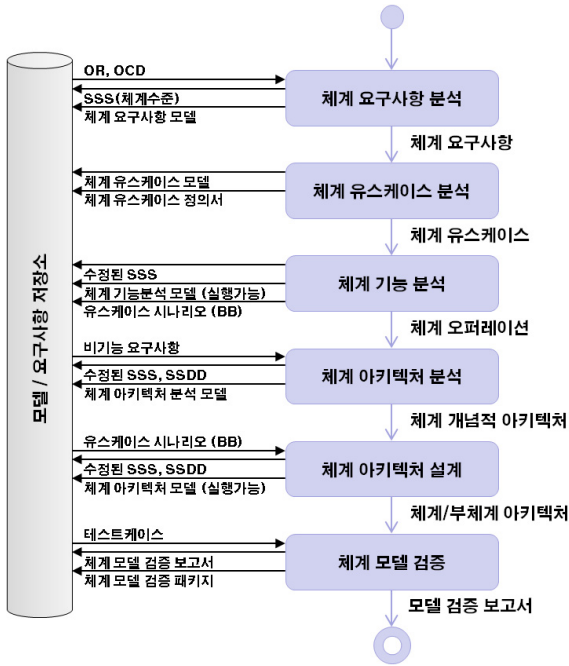 모델 / 요구사항 저장소
OR, OCD
체계 요구사항 분석
SSS(체계수준)
체계 요구사항 모델
체계 요구사항
체계 유스케이스 모델
체계 유스케이스 분석
체계 유스케이스 정의서
체계 유스케이스
수정된 SSS
체계 기능 분석
체계 기능분석 모델 (실행가능)
유스케이스 시나리오 (BB)
체계 오퍼레이션
비기능 요구사항
체계 아키텍처 분석
수정된 SSS, SSDD
체계 아키텍처 분석 모델
체계 개념적 아키텍처
유스케이스 시나리오 (BB)
체계 아키텍처 설계
수정된 SSS, SSDD
체계 아키텍처 모델 (실행가능)
체계/부체계 아키텍처
테스트케이스
체계 모델 검증
체계 모델 검증 보고서
체계 모델 검증 패키지
모델 검증 보고서